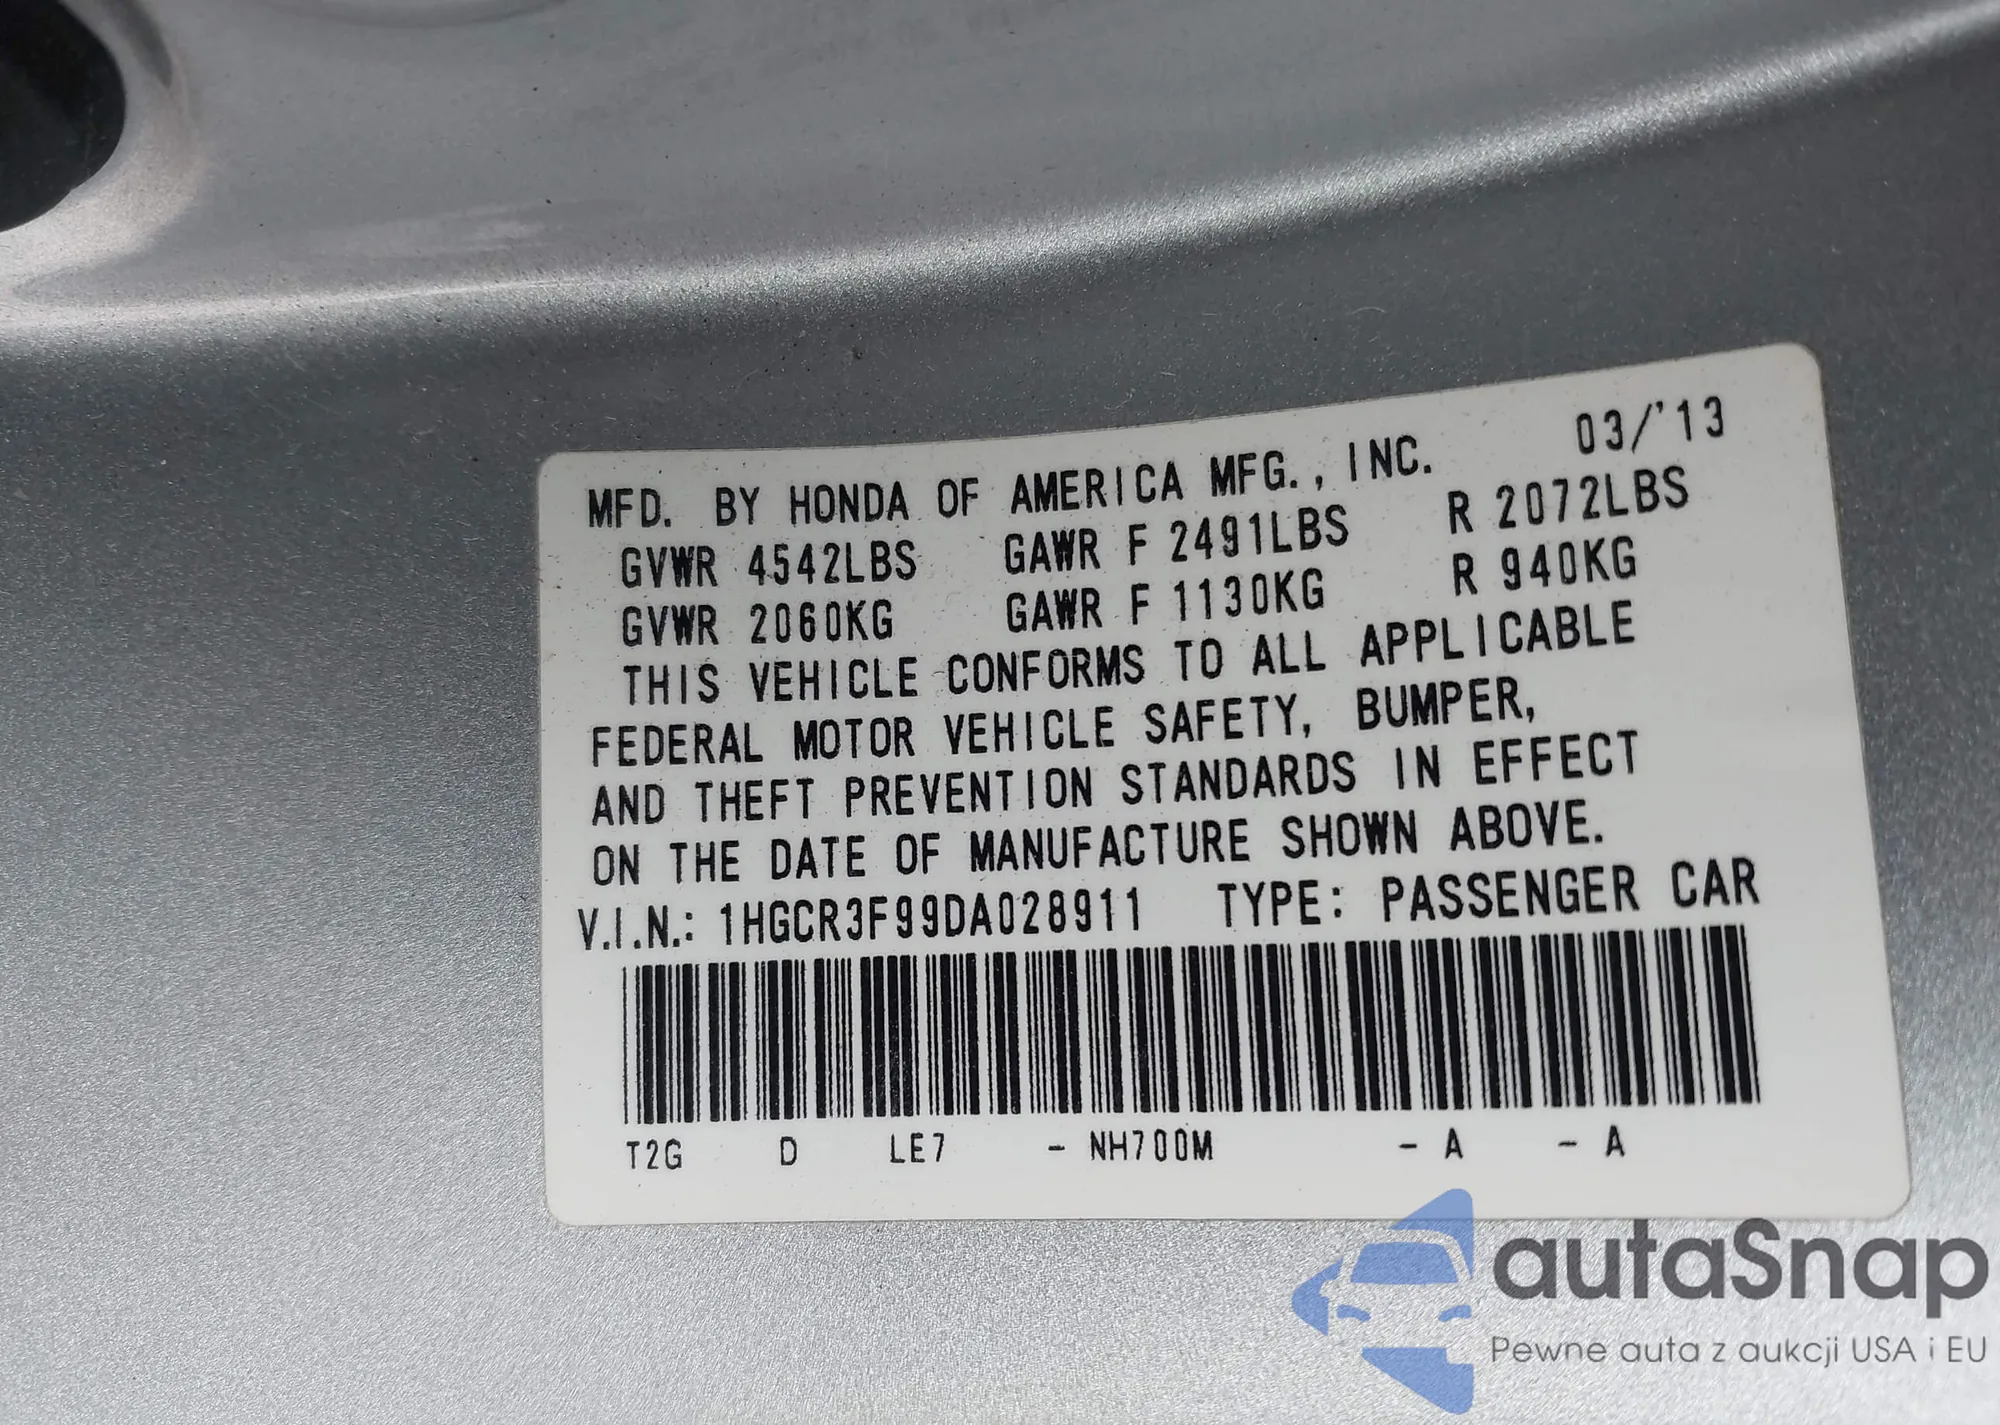 03/'13
MFD. BY HONDA OF AMERICA MFG., INC.
GVWR 4542LBS GAWR F 2491LBS R 2072LBS
GVWR 2060KG GAWR F 1130KG R 940KG
THIS VEHICLE CONFORMS TO ALL APPLICABLE
FEDERAL MOTOR VEHICLE SAFETY, BUMPER,
AND THEFT PREVENTION STANDARDS IN EFFECT
ON THE DATE OF MANUFACTURE SHOWN ABOVE.
V.I.N.: 1HGCR3F99DA028911 TYPE: PASSENGER CAR
T2G D LE7 - NH700M - A - A
autaSnap
Pewne auta z aukcji USA i EU